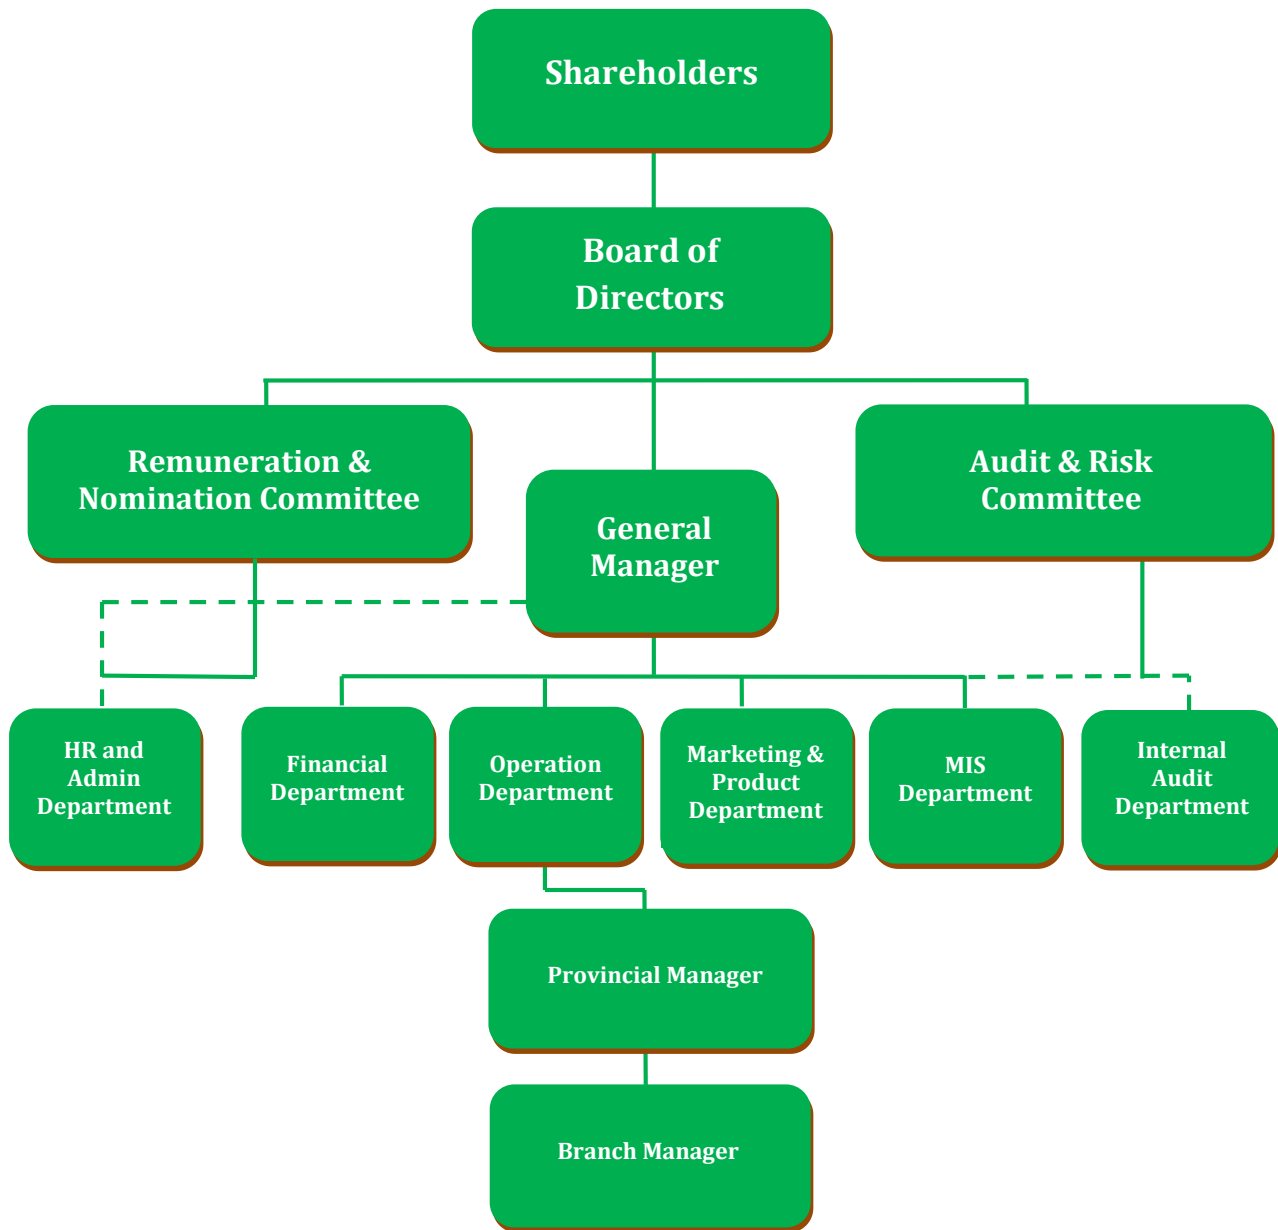 Shareholders
Board of
Directors
Remuneration &
Nomination Committee
General
Manager
Audit & Risk
Committee
HR and
Admin
Department
Financial
Department
Operation
Department
Marketing &
Product
Department
MIS
Department
Internal
Audit
Department
Provincial Manager
Branch Manager